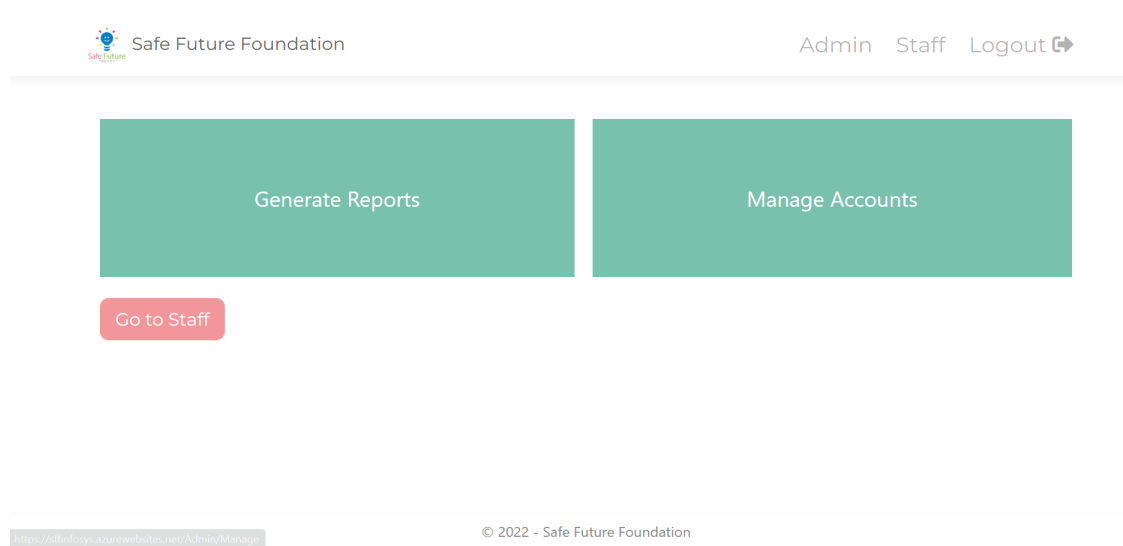 Safe Future
Safe Future Foundation
Admin Staff Logout
Generate Reports
Manage Accounts
Go to Staff
© 2022 - Safe Future Foundation
https://sffinfosys.azurewebsites.net/Admin/Manage